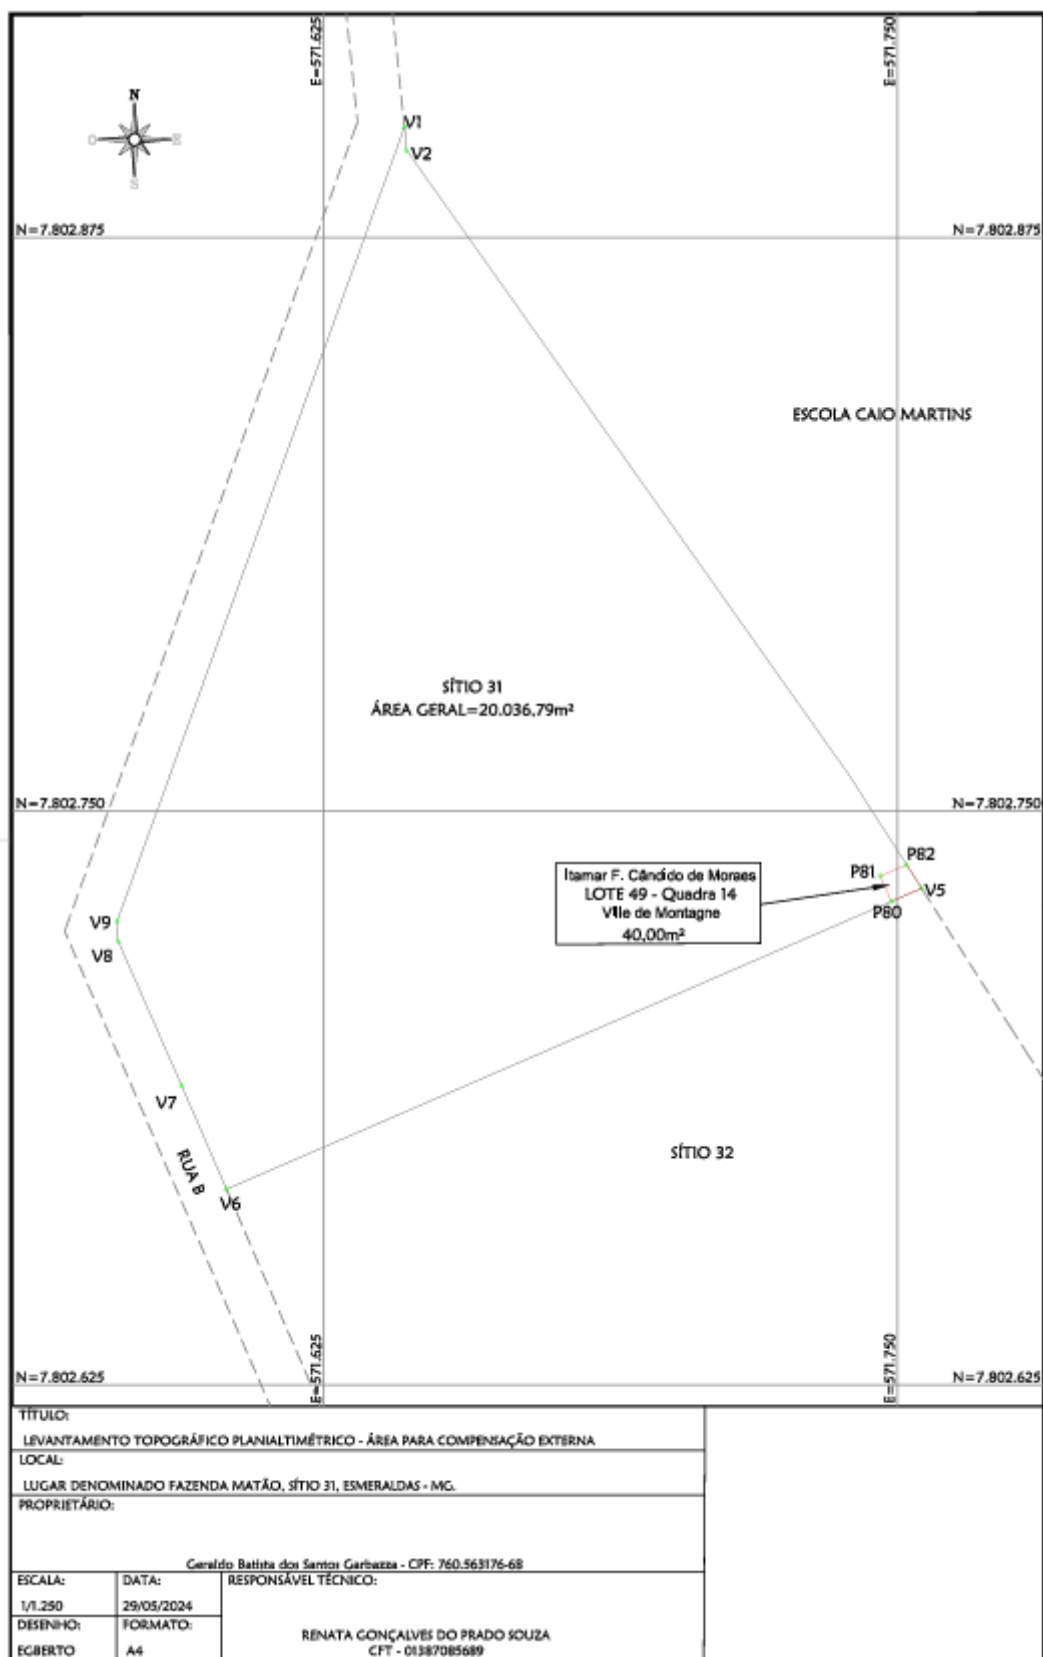 E=571.625
E=571.750
N
O
E
S
V1
V2
N=7.802.875
N=7.802.875
ESCOLA CAIO MARTINS
SÍTIO 31
ÁREA GERAL=20.036,79m²
N=7.802.750
N=7.802.750
P82
P81
V5
P80
Itamar F. Cândido de Moraes
LOTE 49 - Quadra 14
Ville de Montagne
40,00m²
V9
V8
V7
SÍTIO 32
RUA B
V6
E=571.625
E=571.750
N=7.802.625
N=7.802.625
TÍTULO:
LEVANTAMENTO TOPOGRÁFICO PLANIALTIMÉTRICO - ÁREA PARA COMPENSAÇÃO EXTERNA
LOCAL:
LUGAR DENOMINADO FAZENDA MATÃO, SÍTIO 31, ESMERALDAS - MG.
PROPRIETÁRIO:
Geraldo Batista dos Santos Garbazza - CPF: 760.563176-68
ESCALA:
1/1.250
DATA:
29/05/2024
RESPONSÁVEL TÉCNICO:
RENATA GONÇALVES DO PRADO SOUZA
CFT - 01387085689
DESENHO:
EGBERTO
FORMATO:
A4